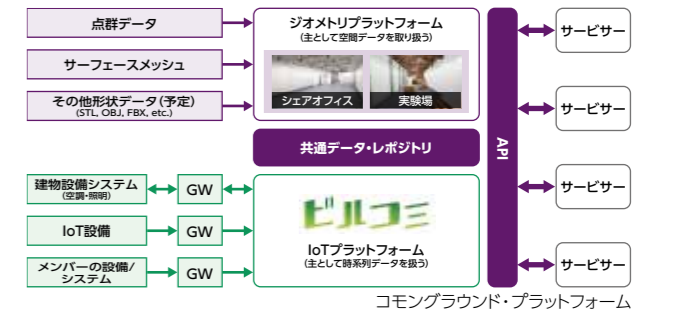 点群データ
サーフェースメッシュ
その他形状データ(予定)
(STL, OBJ, FBX, etc.)
ジオメトリプラットフォーム
(主として空間データを取り扱う)
シェアオフィス
実験場
共通データ・レポジトリ
建物設備システム
(空調・照明)
GW
IoT設備
GW
メンバーの設備/
システム
GW
ビルコミ
IoTプラットフォーム
(主として時系列データを扱う)
API
サービサー
サービサー
サービサー
サービサー
コモングラウンド・プラットフォーム